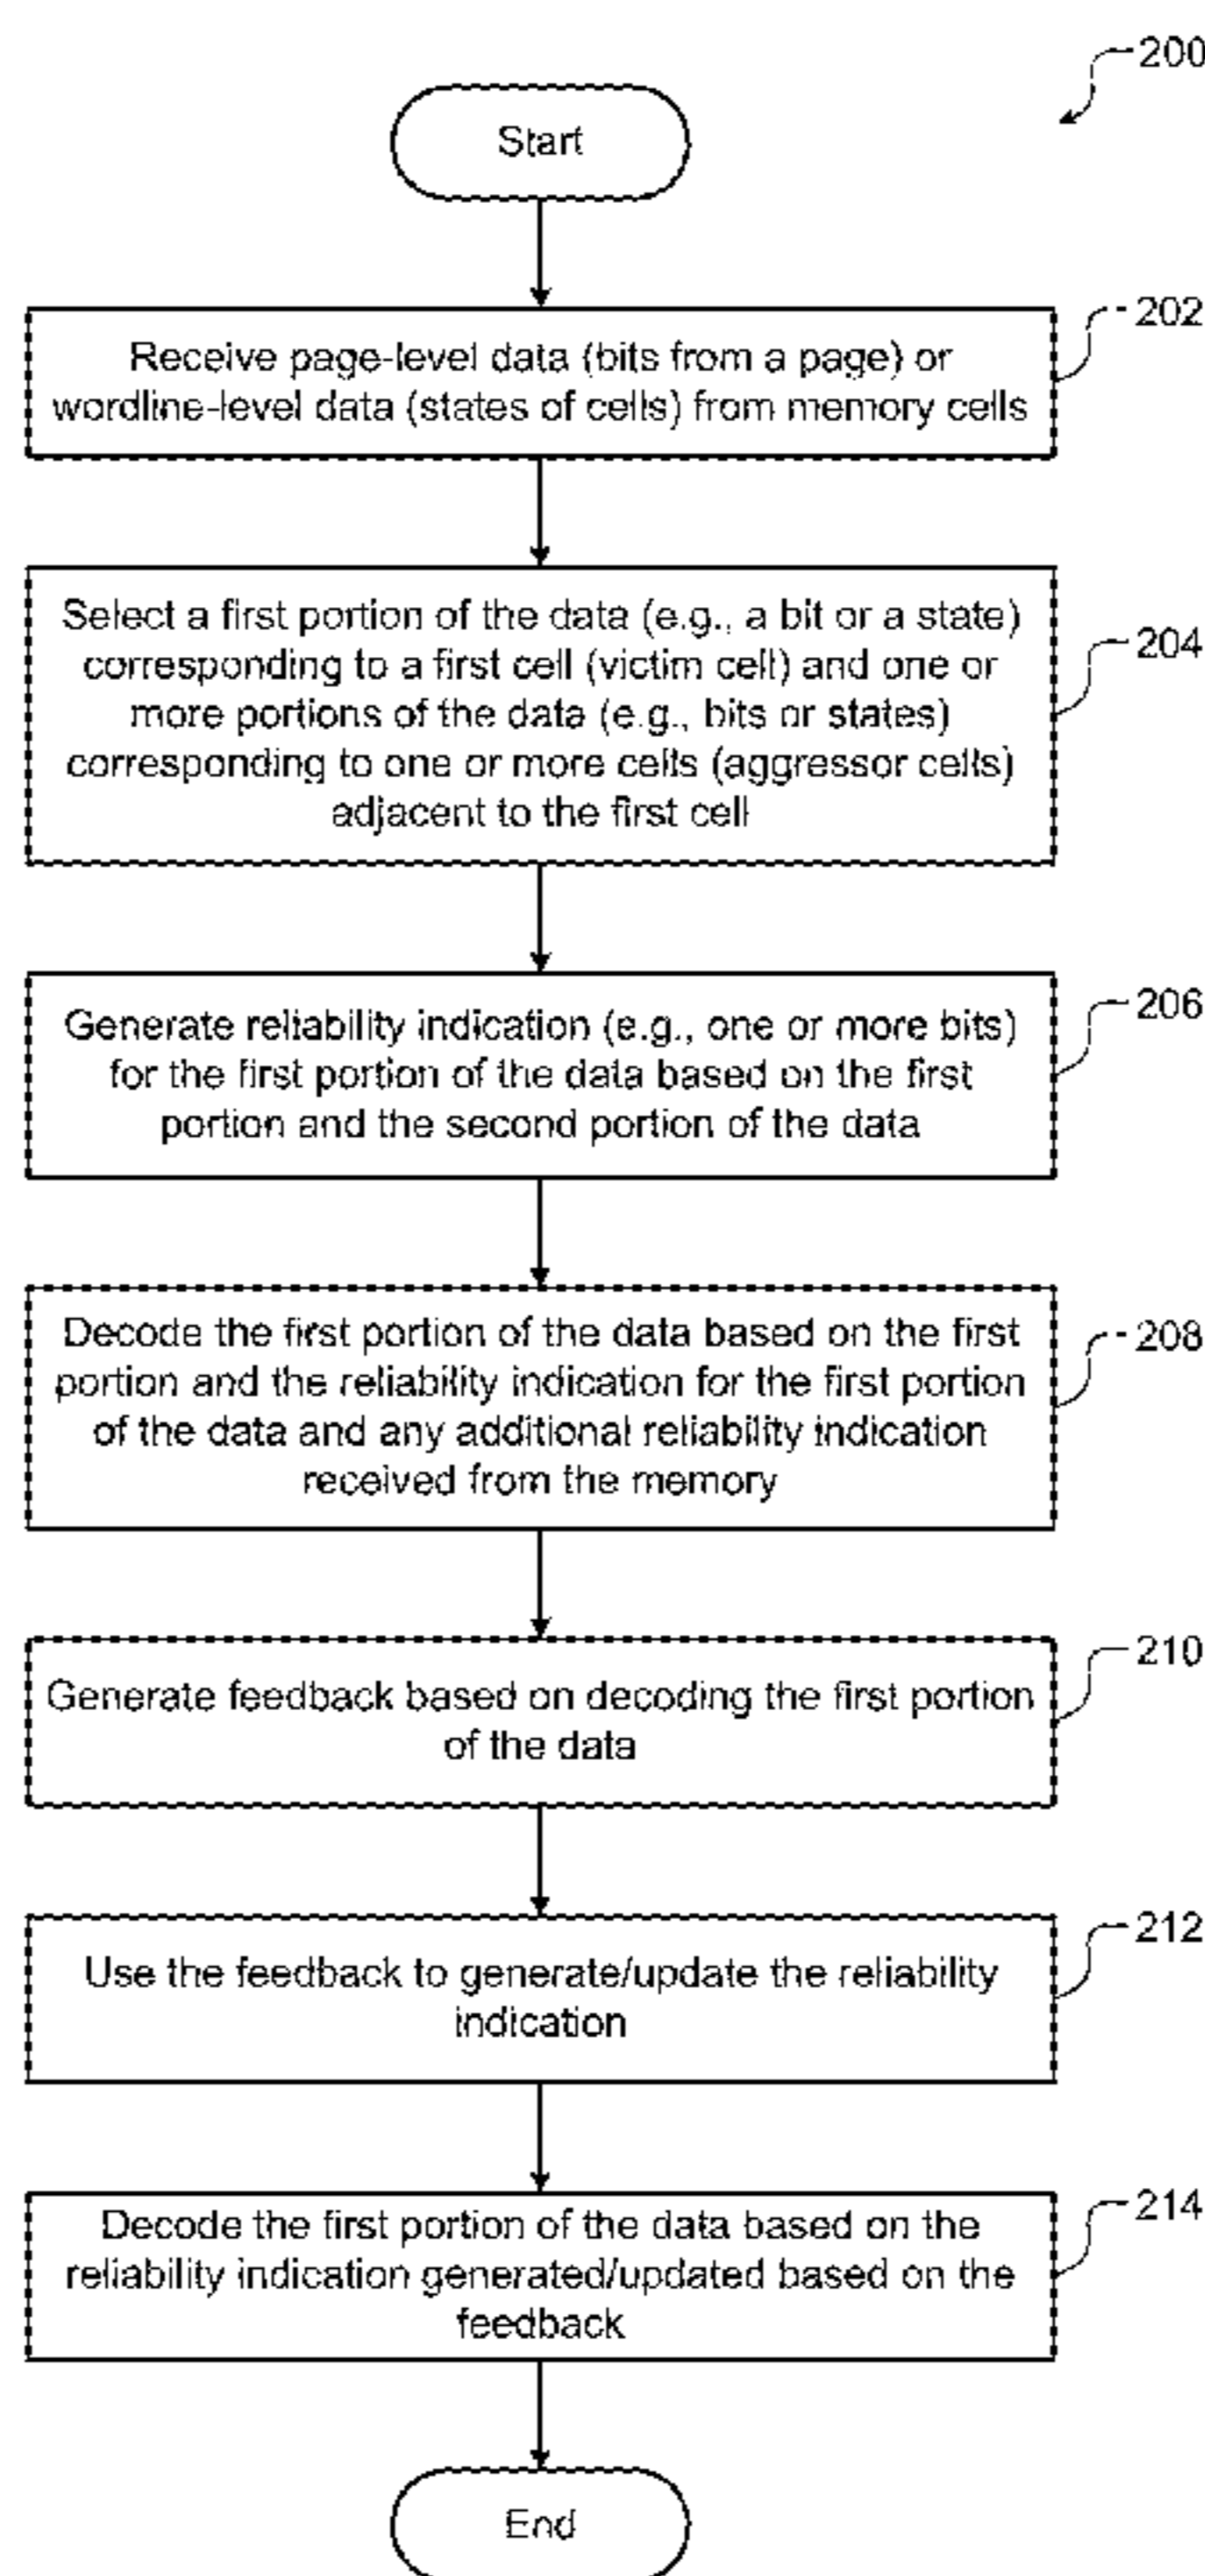 200
Start
202
Receive page-level data (bits from a page) or
wordline-level data (states of cells) from memory cells
Select a first portion of the data (e.g., a bit or a state)
corresponding to a first cell (victim cell) and one or
more portions of the data (e.g., bits or states)
corresponding to one or more cells (aggressor cells)
adjacent to the first cell
204
Generate reliability indication (e.g., one or more bits)
for the first portion of the data based on the first
portion and the second portion of the data
206
Decode the first portion of the data based on the first
portion and the reliability indication for the first portion
of the data and any additional reliability indication
received from the memory
208
Generate feedback based on decoding the first portion
of the data
210
Use the feedback to generate/update the reliability
indication
212
Decode the first portion of the data based on the
reliability indication generated/updated based on the
feedback
214
End